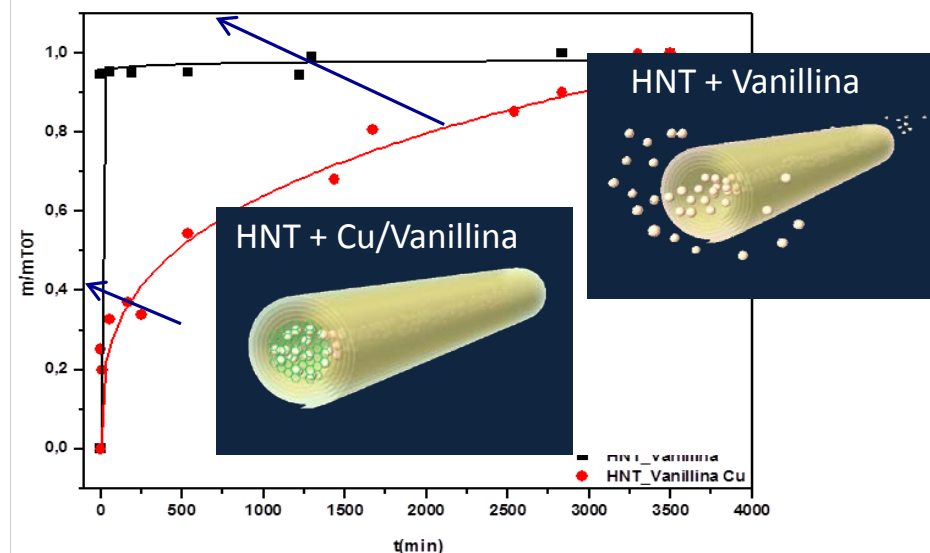 1,0
0,8
0,6
0,4
0,2
0,0
m/mTOT
HNT + Vanillina
HNT + Cu/Vanillina
HNT_Vanillina
HNT_Vanillina Cu
0 500 1000 1500 2000 2500 3000 3500 4000
t(min)